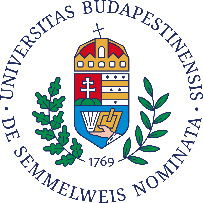 UNIVERSITAS BUDAPESTINENSIS
· DE SEMMELWEIS NOMINATA ·
1769